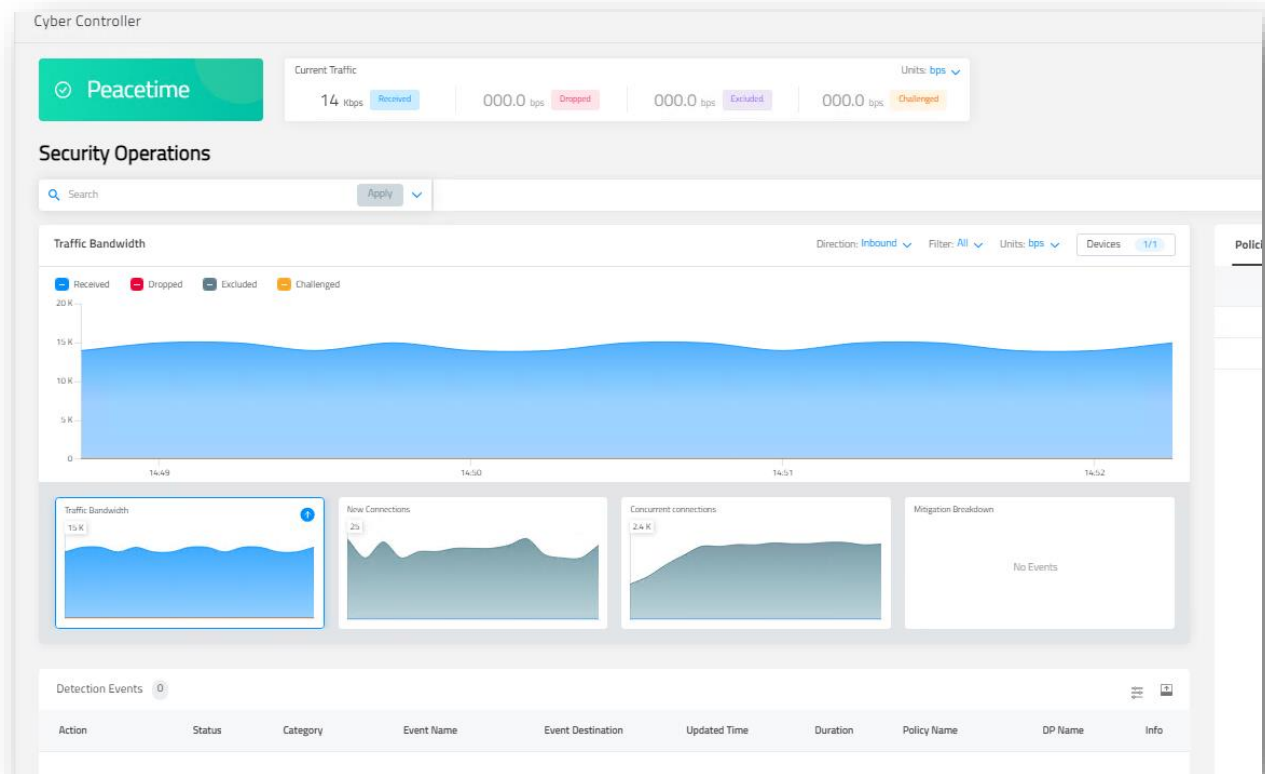 Cyber Controller
Peacetime
Current Traffic
Units: bps
14 Kbps Received
000.0 bps Dropped
000.0 bps Excluded
000.0 bps Challenged
Security Operations
Search
Apply
Traffic Bandwidth
Direction: Inbound
Filter: All
Units: bps
Devices 1/1
Received
Dropped
Excluded
Challenged
20 K
15 K
10 K
5 K
0
14:49
14:50
14:51
14:52
Traffic Bandwidth
15 K
New Connections
25
Concurrent connections
2.4 K
Mitigation Breakdown
No Events
Polici
Detection Events 0
Action Status Category Event Name Event Destination Updated Time Duration Policy Name DP Name Info